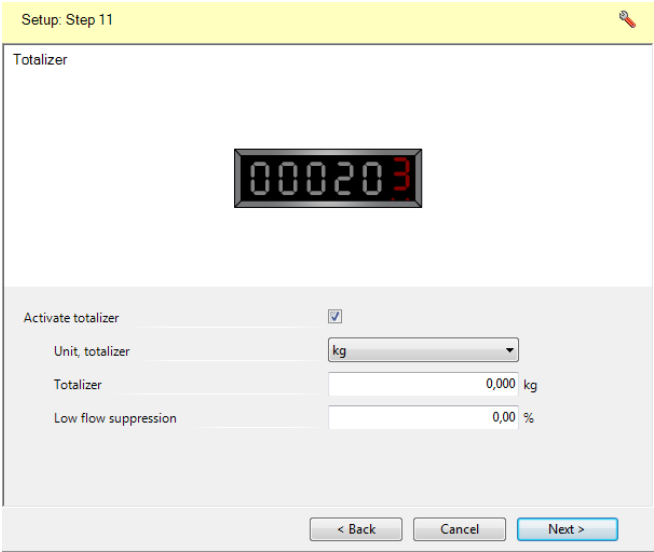 Setup: Step 11
Totalizer
000203
Activate totalizer
Unit, totalizer kg
Totalizer 0,000 kg
Low flow suppression 0,00 %
< Back Cancel Next >